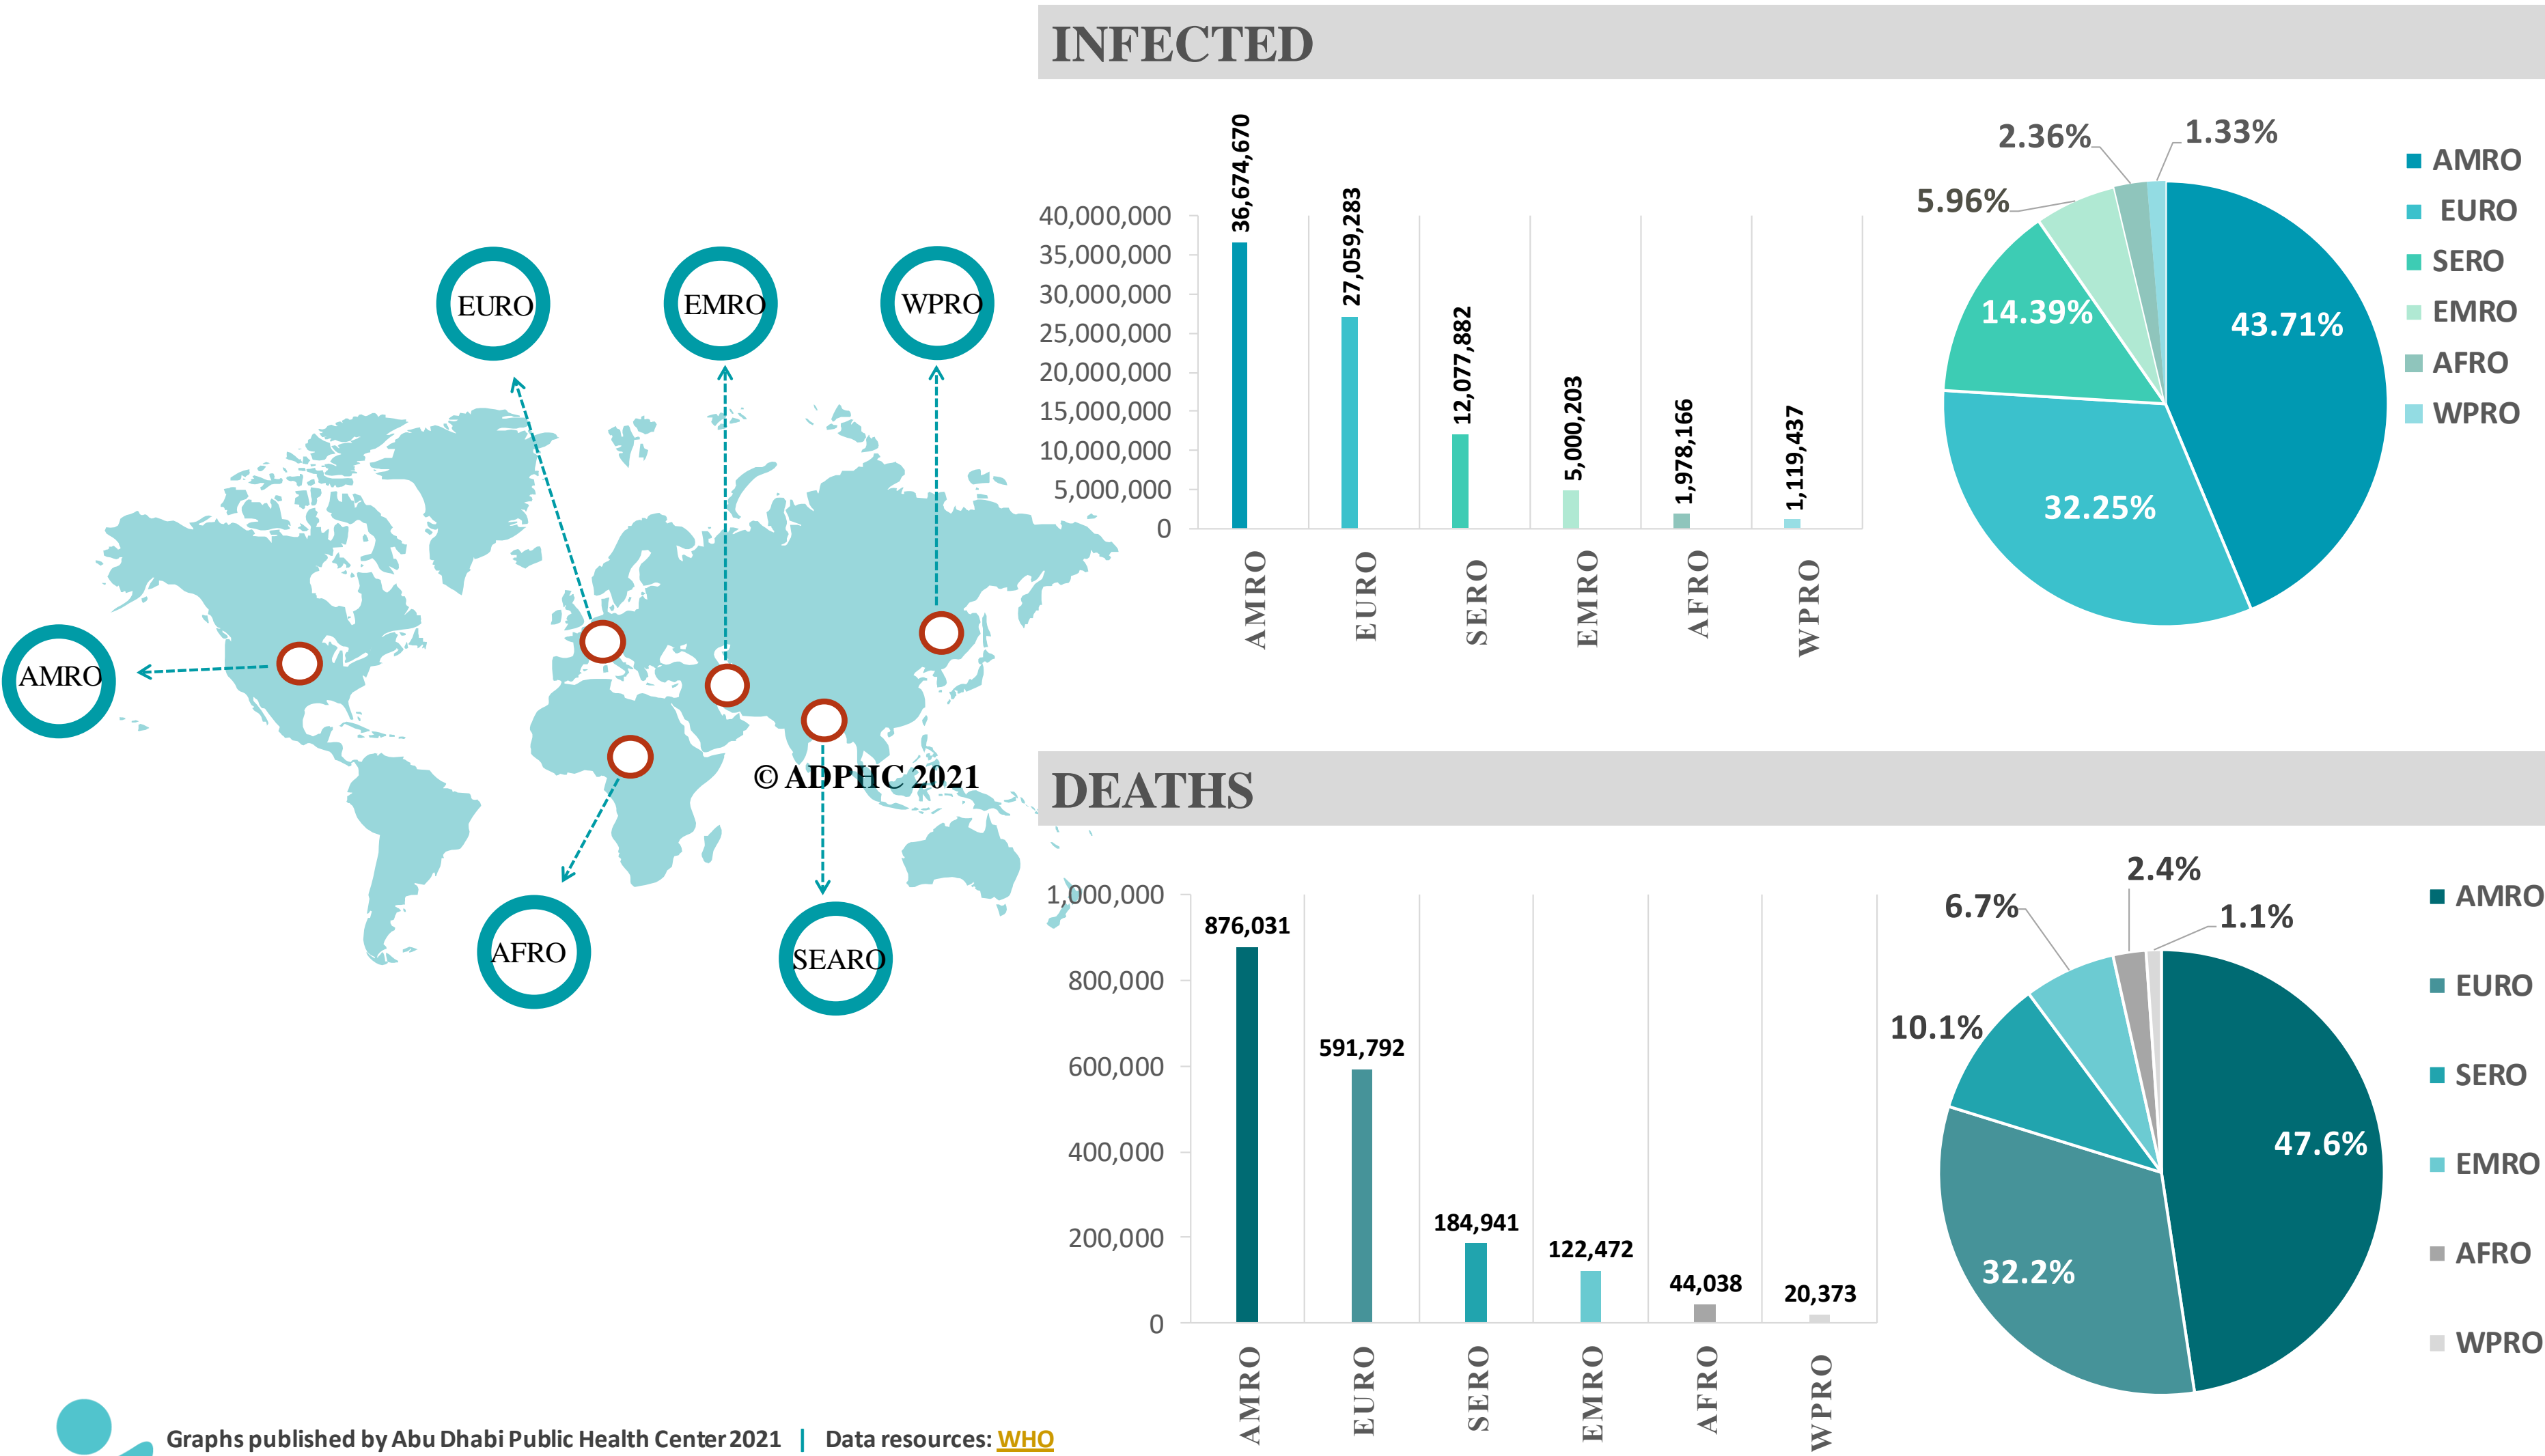 INFECTED
36,674,670
27,059,283
12,077,882
5,000,203
1,978,166
1,119,437
40,000,000
35,000,000
30,000,000
25,000,000
20,000,000
15,000,000
10,000,000
5,000,000
0
AMRO
EURO
SERO
EMRO
AFRO
WPRO
2.36%
1.33%
5.96%
14.39%
43.71%
32.25%
AMRO
EURO
SERO
EMRO
AFRO
WPRO
EURO
EMRO
WPRO
AMRO
© ADPHC 2021
AFRO
SEARO
DEATHS
1,000,000
800,000
600,000
400,000
200,000
0
876,031
591,792
184,941
122,472
44,038
20,373
AMRO
EURO
SERO
EMRO
AFRO
WPRO
2.4%
6.7%
1.1%
10.1%
47.6%
32.2%
AMRO
EURO
SERO
EMRO
AFRO
WPRO
Graphs published by Abu Dhabi Public Health Center 2021 | Data resources: WHO